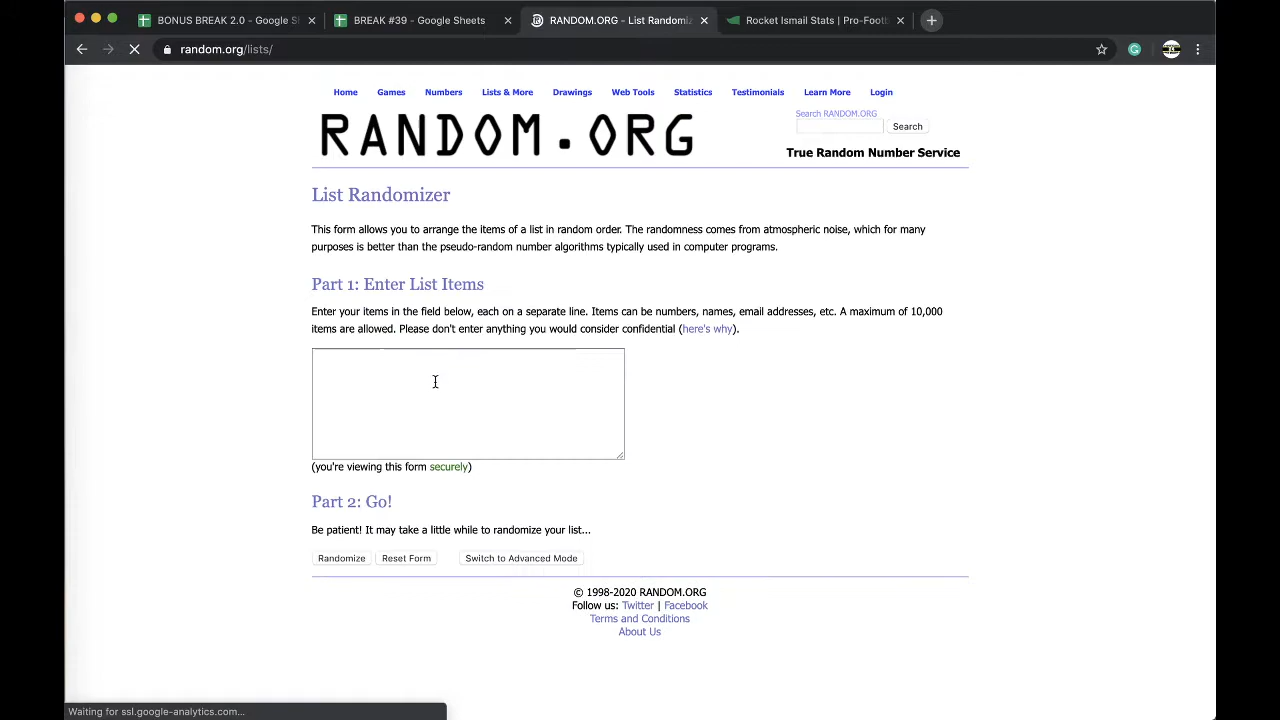 BONUS BREAK 2.0 - Google S
BREAK #39 - Google Sheets
RANDOM.ORG - List Randomiz
Rocket Ismail Stats | Pro-Footb
random.org/lists/
Home Games Numbers Lists & More Drawings Web Tools Statistics Testimonials Learn More Login
Search RANDOM.ORG
Search
RANDOM.ORG
True Random Number Service
List Randomizer
This form allows you to arrange the items of a list in random order. The randomness comes from atmospheric noise, which for many
purposes is better than the pseudo-random number algorithms typically used in computer programs.
Part 1: Enter List Items
Enter your items in the field below, each on a separate line. Items can be numbers, names, email addresses, etc. A maximum of 10,000
items are allowed. Please don't enter anything you would consider confidential (here's why).
(you're viewing this form securely)
Part 2: Go!
Be patient! It may take a little while to randomize your list...
Randomize Reset Form Switch to Advanced Mode
© 1998-2020 RANDOM.ORG
Follow us: Twitter | Facebook
Terms and Conditions
About Us
Waiting for ssl.google-analytics.com...